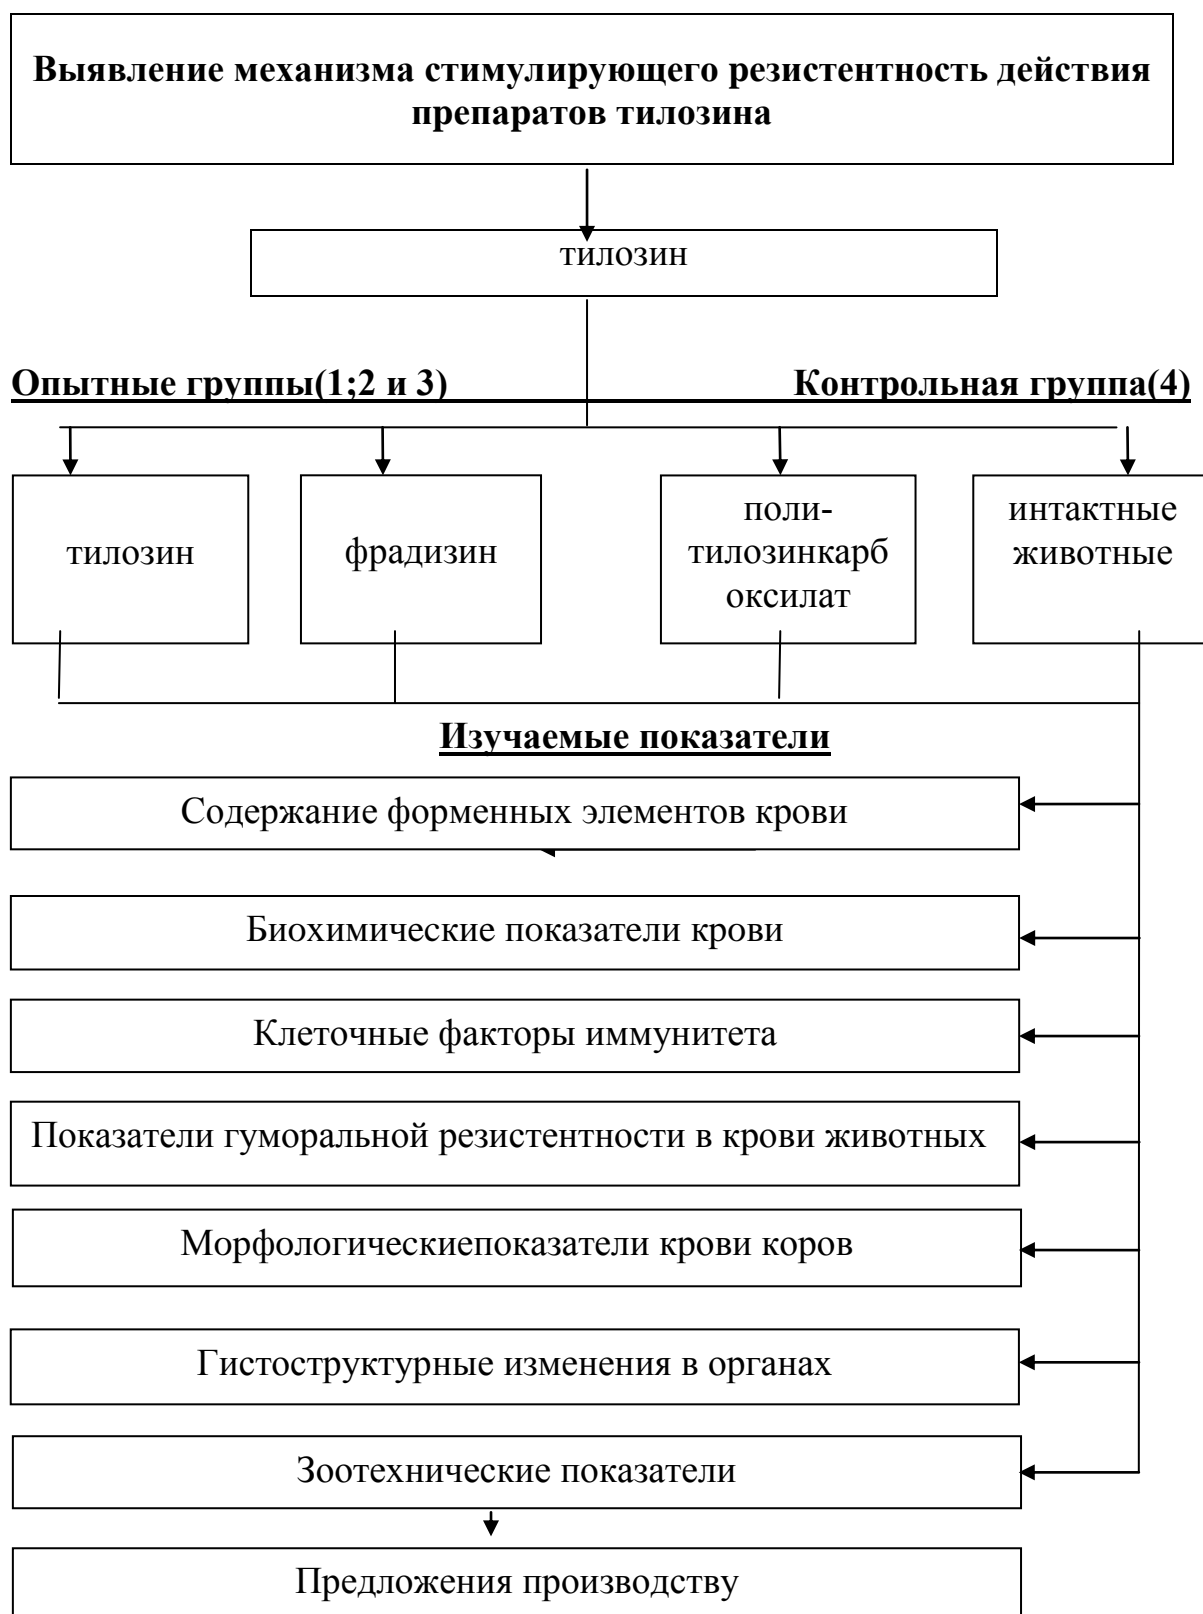 Выявление механизма стимулирующего резистентность действия
препаратов тилозина
тилозин
Опытные группы(1;2 и 3) Контрольная группа(4)
тилозин
фрадизин
поли-
тилозинкарб
оксилат
интактные
животные
Изучаемые показатели
Содержание форменных элементов крови
Биохимические показатели крови
Клеточные факторы иммунитета
Показатели гуморальной резистентности в крови животных
Морфологическиепоказатели крови коров
Гистоструктурные изменения в органах
Зоотехнические показатели
Предложения производству